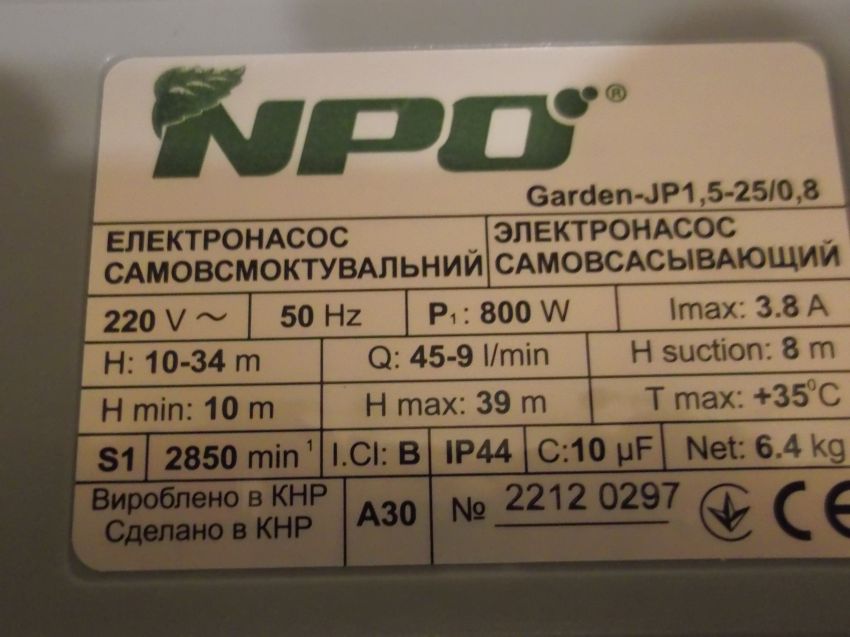 NPO®
Garden-JP1,5-25/0,8
ЕЛЕКТРОНАСОС
САМОВСМОКТУВАЛЬНИЙ
ЭЛЕКТРОНАСОС
САМОВСАСЫВАЮЩИЙ
220 V ~ 50 Hz P₁: 800 W Imax: 3.8 A
H: 10-34 m Q: 45-9 l/min H suction: 8 m
H min: 10 m H max: 39 m T max: +35°C
S1 2850 min¹ I.Cl: B IP44 C:10 µF Net: 6.4 kg
Вироблено в КНР
Сделано в КНР
A30 № 2212 0297 CE